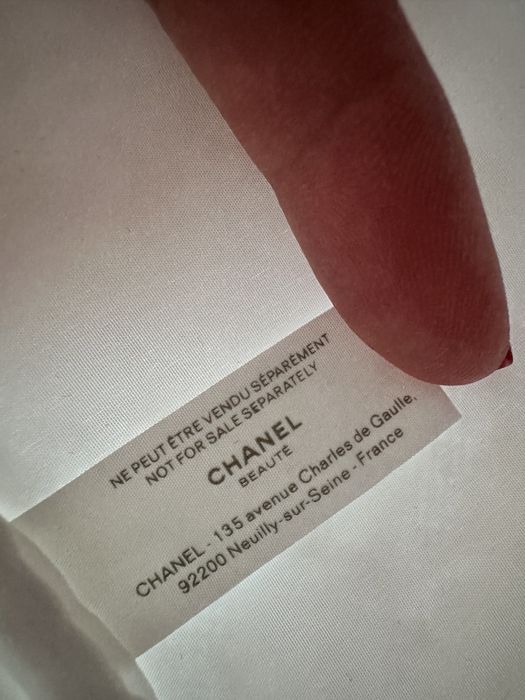 NE PEUT ÊTRE VENDU SÉPARÉMENT
NOT FOR SALE SEPARATELY
CHANEL
BEAUTÉ
CHANEL - 135 avenue Charles de Gaulle,
92200 Neuilly-sur-Seine - France